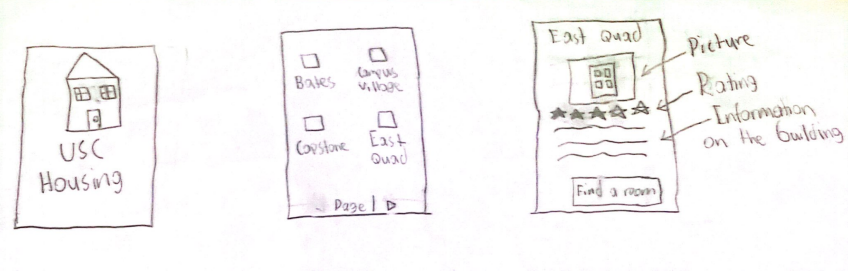 USC
Housing
Bates
Campus
Village
Capstone
East
Quad
Page 1
East Quad
Find a room
Picture
Rating
Information
on the building